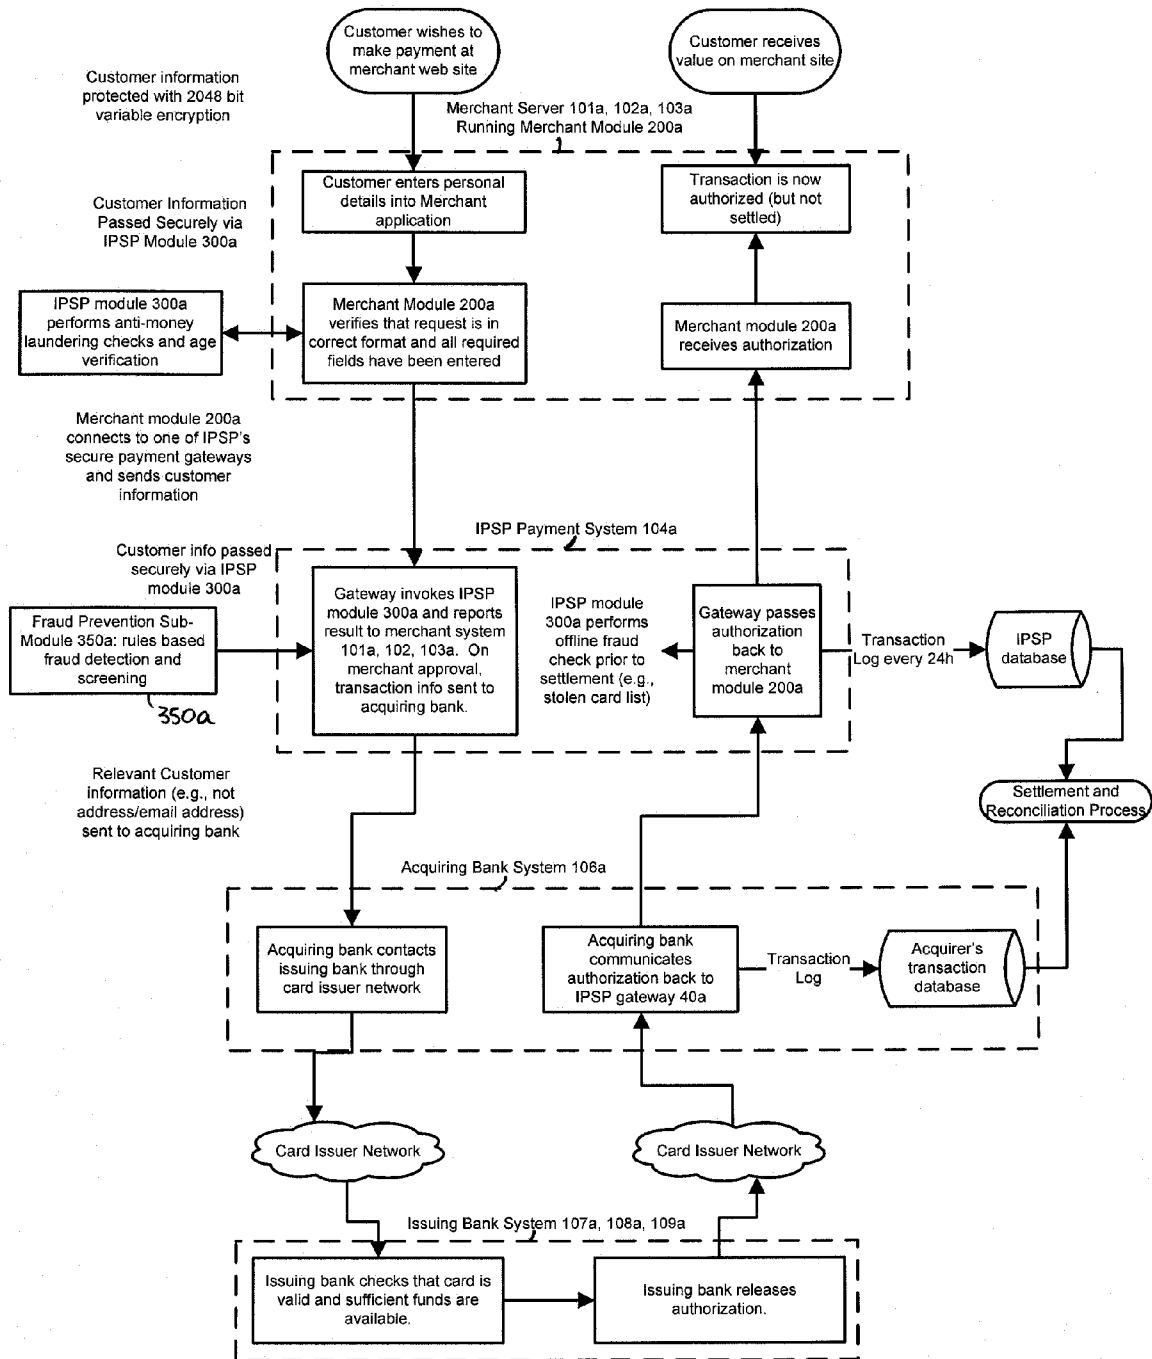 Customer wishes to
make payment at
merchant web site
Customer receives
value on merchant site
Customer information
protected with 2048 bit
variable encryption
Merchant Server 101a, 102a, 103a
Running Merchant Module 200a
Customer enters personal
details into Merchant
application
Transaction is now
authorized (but not
settled)
Customer Information
Passed Securely via
IPSP Module 300a
IPSP module 300a
performs anti-money
laundering checks and age
verification
Merchant Module 200a
verifies that request is in
correct format and all required
fields have been entered
Merchant module 200a
receives authorization
Merchant module 200a
connects to one of IPSP's
secure payment gateways
and sends customer
information
IPSP Payment System 104a
Customer info passed
securely via IPSP
module 300a
Fraud Prevention Sub-
Module 350a: rules based
fraud detection and
screening
350a
Gateway invokes IPSP
module 300a and reports
result to merchant system
101a, 102, 103a. On
merchant approval,
transaction info sent to
acquiring bank.
IPSP module
300a performs
offline fraud
check prior to
settlement (e.g.,
stolen card list)
Gateway passes
authorization
back to
merchant
module 200a
Transaction
Log every 24h
IPSP
database
Relevant Customer
information (e.g., not
address/email address)
sent to acquiring bank
Settlement and
Reconciliation Process
Acquiring Bank System 106a
Acquiring bank contacts
issuing bank through
card issuer network
Acquiring bank
communicates
authorization back to
IPSP gateway 40a
Transaction
Log
Acquirer's
transaction
database
Card Issuer Network
Card Issuer Network
Issuing Bank System 107a, 108a, 109a
Issuing bank checks that card is
valid and sufficient funds are
available.
Issuing bank releases
authorization.